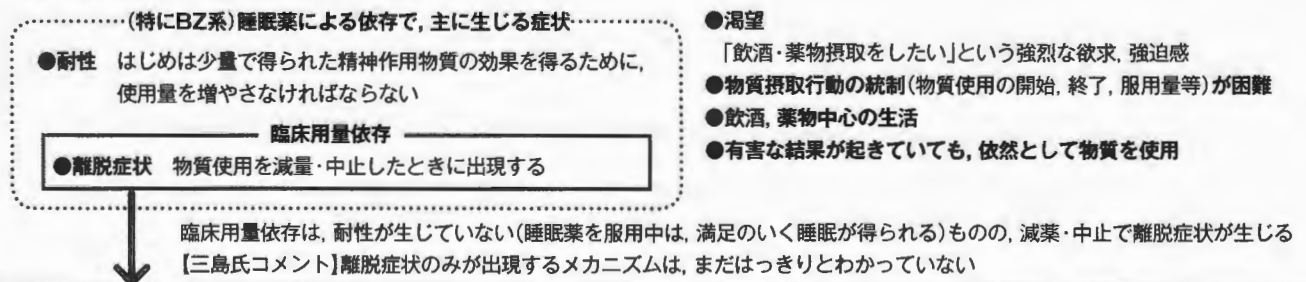 (特にBZ系)睡眠薬による依存で, 主に生じる症状
●耐性 はじめは少量で得られた精神作用物質の効果を得るために,
使用量を増やさなければならない
臨床用量依存
●離脱症状 物質使用を減量・中止したときに出現する
●渇望
「飲酒・薬物摂取をしたい」という強烈な欲求, 強迫感
●物質摂取行動の統制(物質使用の開始, 終了, 服用量等)が困難
●飲酒, 薬物中心の生活
●有害な結果が起きていても, 依然として物質を使用
臨床用量依存は, 耐性が生じていない(睡眠薬を服用中は, 満足のいく睡眠が得られる)ものの, 減薬・中止で離脱症状が生じる
【三島氏コメント】離脱症状のみが出現するメカニズムは, まだはっきりとわかっていない